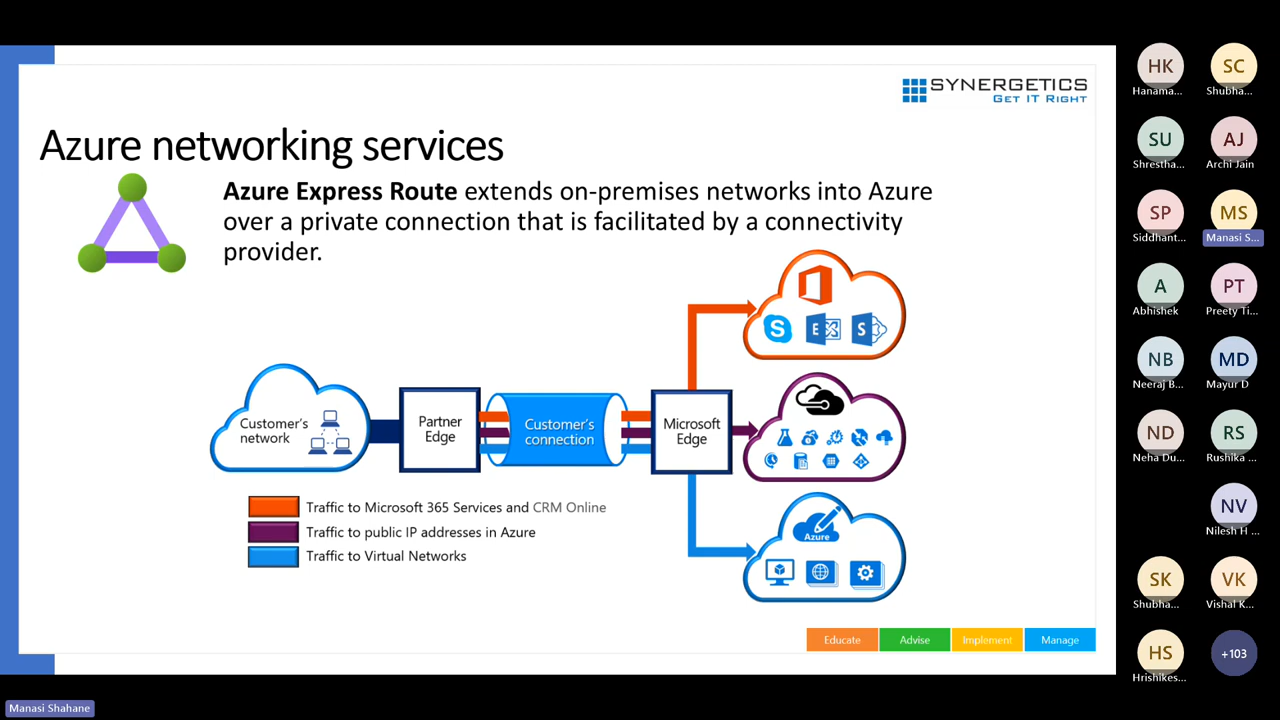 SYNERGETICS
GET IT RIGHT
Azure networking services
Azure Express Route extends on-premises networks into Azure
over a private connection that is facilitated by a connectivity
provider.
S
E
S
Customer's
network
Partner
Edge
Customer's
connection
Microsoft
Edge
Azure
Traffic to Microsoft 365 Services and CRM Online
Traffic to public IP addresses in Azure
Traffic to Virtual Networks
Educate
Advise
Implement
Manage
HK
Hanama...
SC
Shubha...
SU
Shrestha...
AJ
Archi Jain
SP
Siddhant...
MS
Manasi S...
A
Abhishek
PT
Preety Ti...
NB
Neeraj B...
MD
Mayur D
ND
Neha Du...
RS
Rushika ...
NV
Nilesh H ...
SK
Shubha...
VK
Vishal K...
HS
Hrishikes...
+103
Manasi Shahane